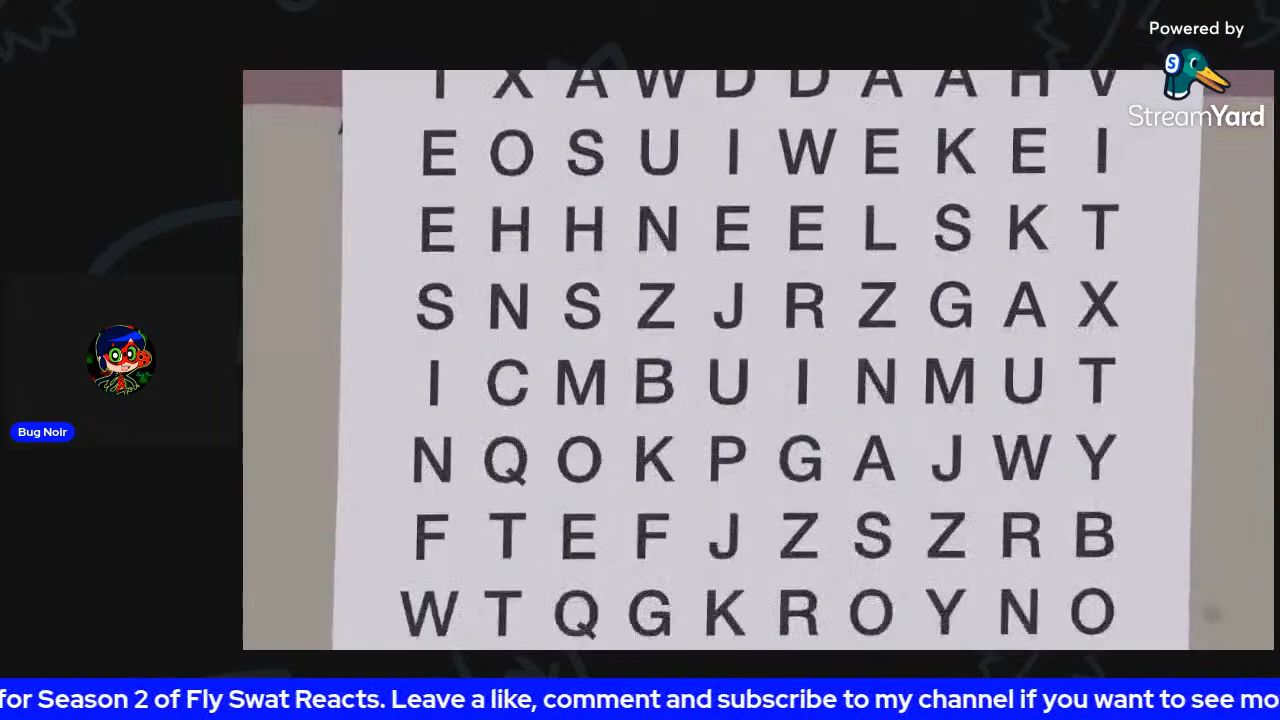 Powered by
StreamYard
X A W D D A A H V
E O S U I W E K E I
E H H N E E L S K T
S N S Z J R Z G A X
I C M B U I N M U T
N Q O K P G A J W Y
F T E F J Z S Z R B
W T Q G K R O Y N O
Bug Noir
for Season 2 of Fly Swat Reacts. Leave a like, comment and subscribe to my channel if you want to see mo